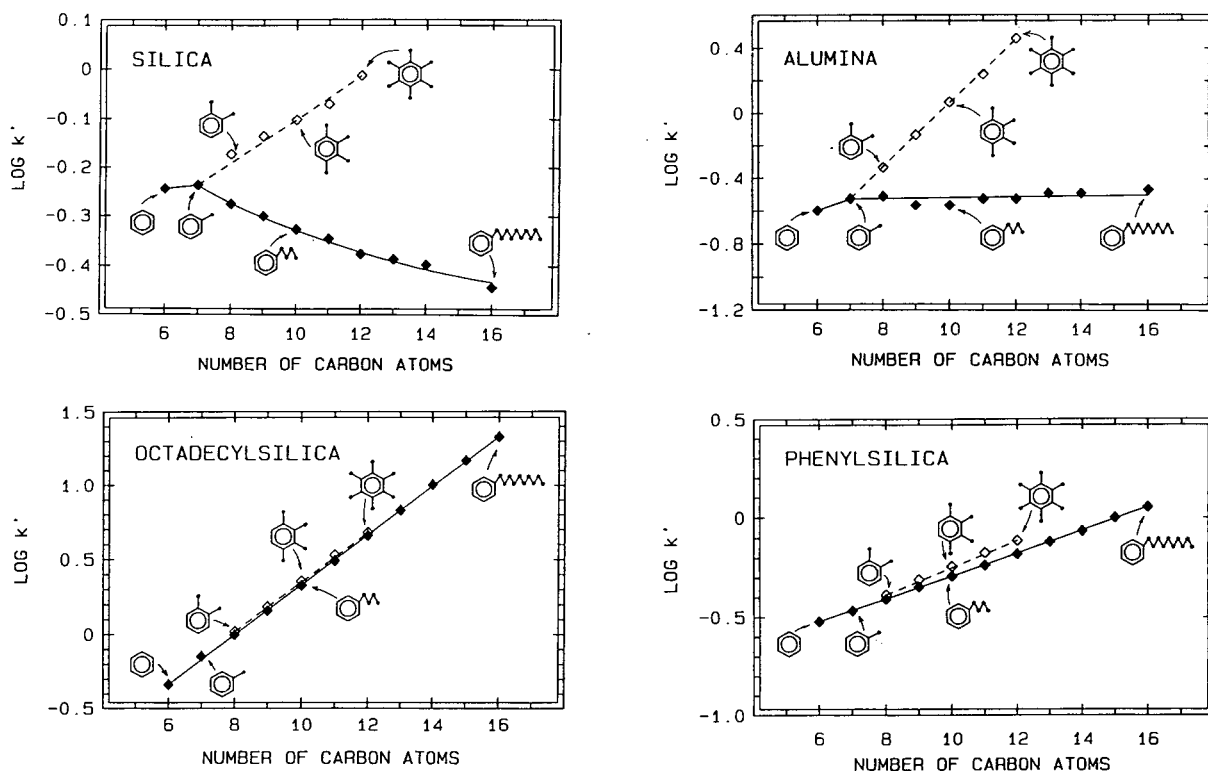 0.1
0
-0.1
-0.2
-0.3
-0.4
-0.5
LOG k'
SILICA
6 8 10 12 14 16
NUMBER OF CARBON ATOMS
0.4
0
-0.4
-0.8
-1.2
LOG k'
ALUMINA
6 8 10 12 14 16
NUMBER OF CARBON ATOMS
1.5
1.0
0.5
0
-0.5
LOG k'
OCTADECYLSILICA
6 8 10 12 14 16
NUMBER OF CARBON ATOMS
0.5
0
-0.5
-1.0
LOG k'
PHENYLSILICA
6 8 10 12 14 16
NUMBER OF CARBON ATOMS